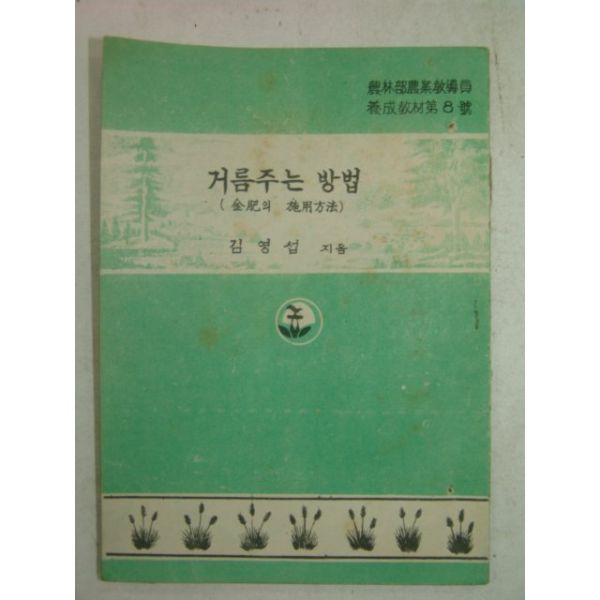 農林部農業敎導員
養成敎材第8號
거름주는 방법
(金肥의 施用方法)
김영섭 지음